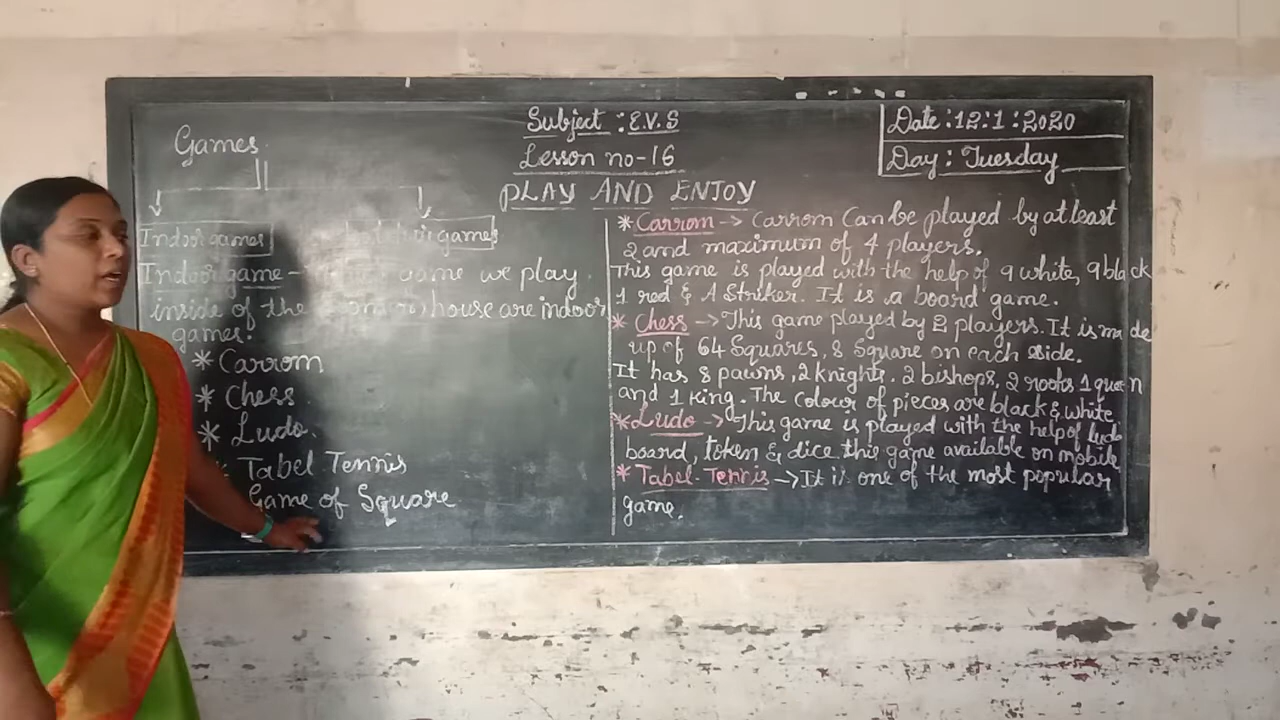 Subject : E.V.S
Lesson no-16
PLAY AND ENJOY
Date : 12 : 1 : 2020
Day : Tuesday
Games
Indoor games
games
Indoor game - game we play
inside of the house are indoor
games.
* Carrom
* Chess
* Ludo.
* Tabel Tennis
Game of Square
* Carrom -> Carrom Can be played by at least
2 and maximum of 4 players.
This game is played with the help of 9 white, 9 black
1 red & A Striker. It is a board game.
* Chess -> This game played by 2 players. It is made
up of 64 Squares, 8 Square on each side.
It has 8 pawns, 2 knights. 2 bishops, 2 rooks 1 queen
and 1 King. The colour of pieces are black & white
* Ludo -> This game is played with the help of ludo
board, token & dice this game available on mobile
* Tabel Tennis -> It is one of the most popular
game.